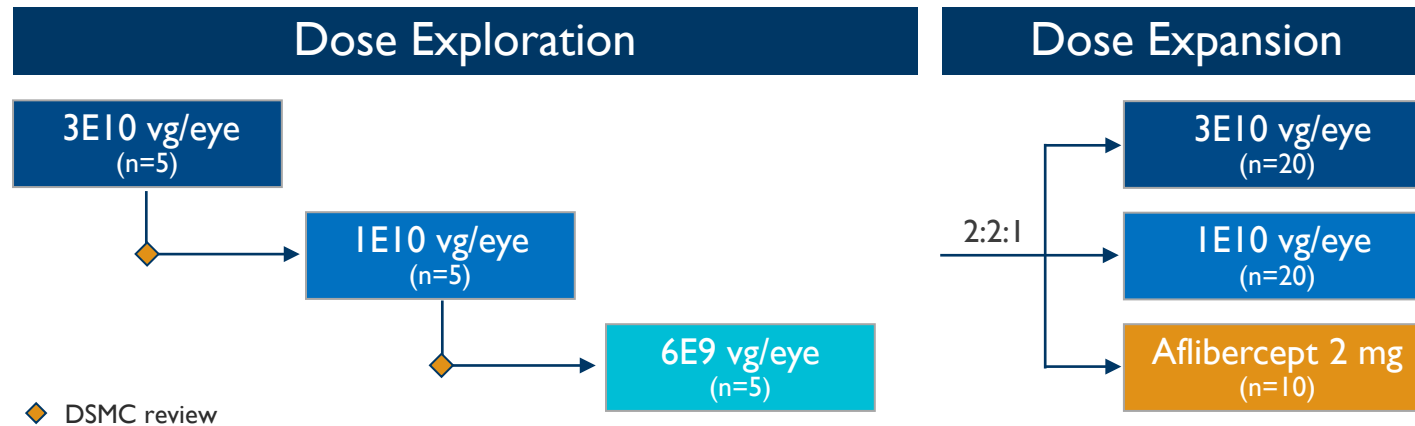 Dose Exploration
3E10 vg/eye
(n=5)
1E10 vg/eye
(n=5)
6E9 vg/eye
(n=5)
DSMC review
Dose Expansion
2:2:1
3E10 vg/eye
(n=20)
1E10 vg/eye
(n=20)
Aflibercept 2 mg
(n=10)